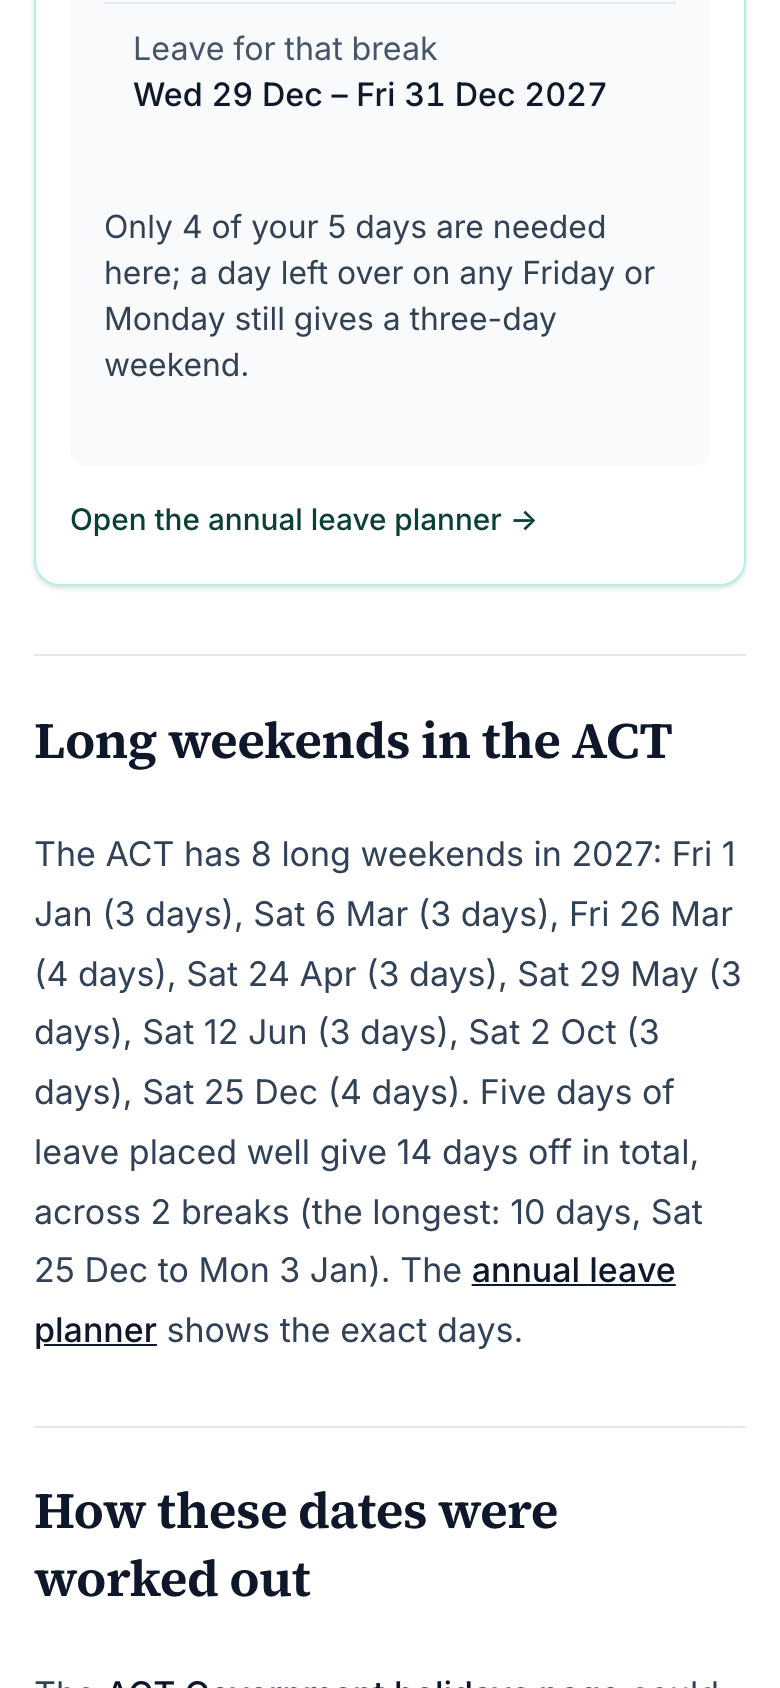 Leave for that break
Wed 29 Dec – Fri 31 Dec 2027
Only 4 of your 5 days are needed
here; a day left over on any Friday or
Monday still gives a three-day
weekend.
Open the annual leave planner →
Long weekends in the ACT
The ACT has 8 long weekends in 2027: Fri 1
Jan (3 days), Sat 6 Mar (3 days), Fri 26 Mar
(4 days), Sat 24 Apr (3 days), Sat 29 May (3
days), Sat 12 Jun (3 days), Sat 2 Oct (3
days), Sat 25 Dec (4 days). Five days of
leave placed well give 14 days off in total,
across 2 breaks (the longest: 10 days, Sat
25 Dec to Mon 3 Jan). The annual leave
planner shows the exact days.
How these dates were
worked out
The ACT Government holidays page could